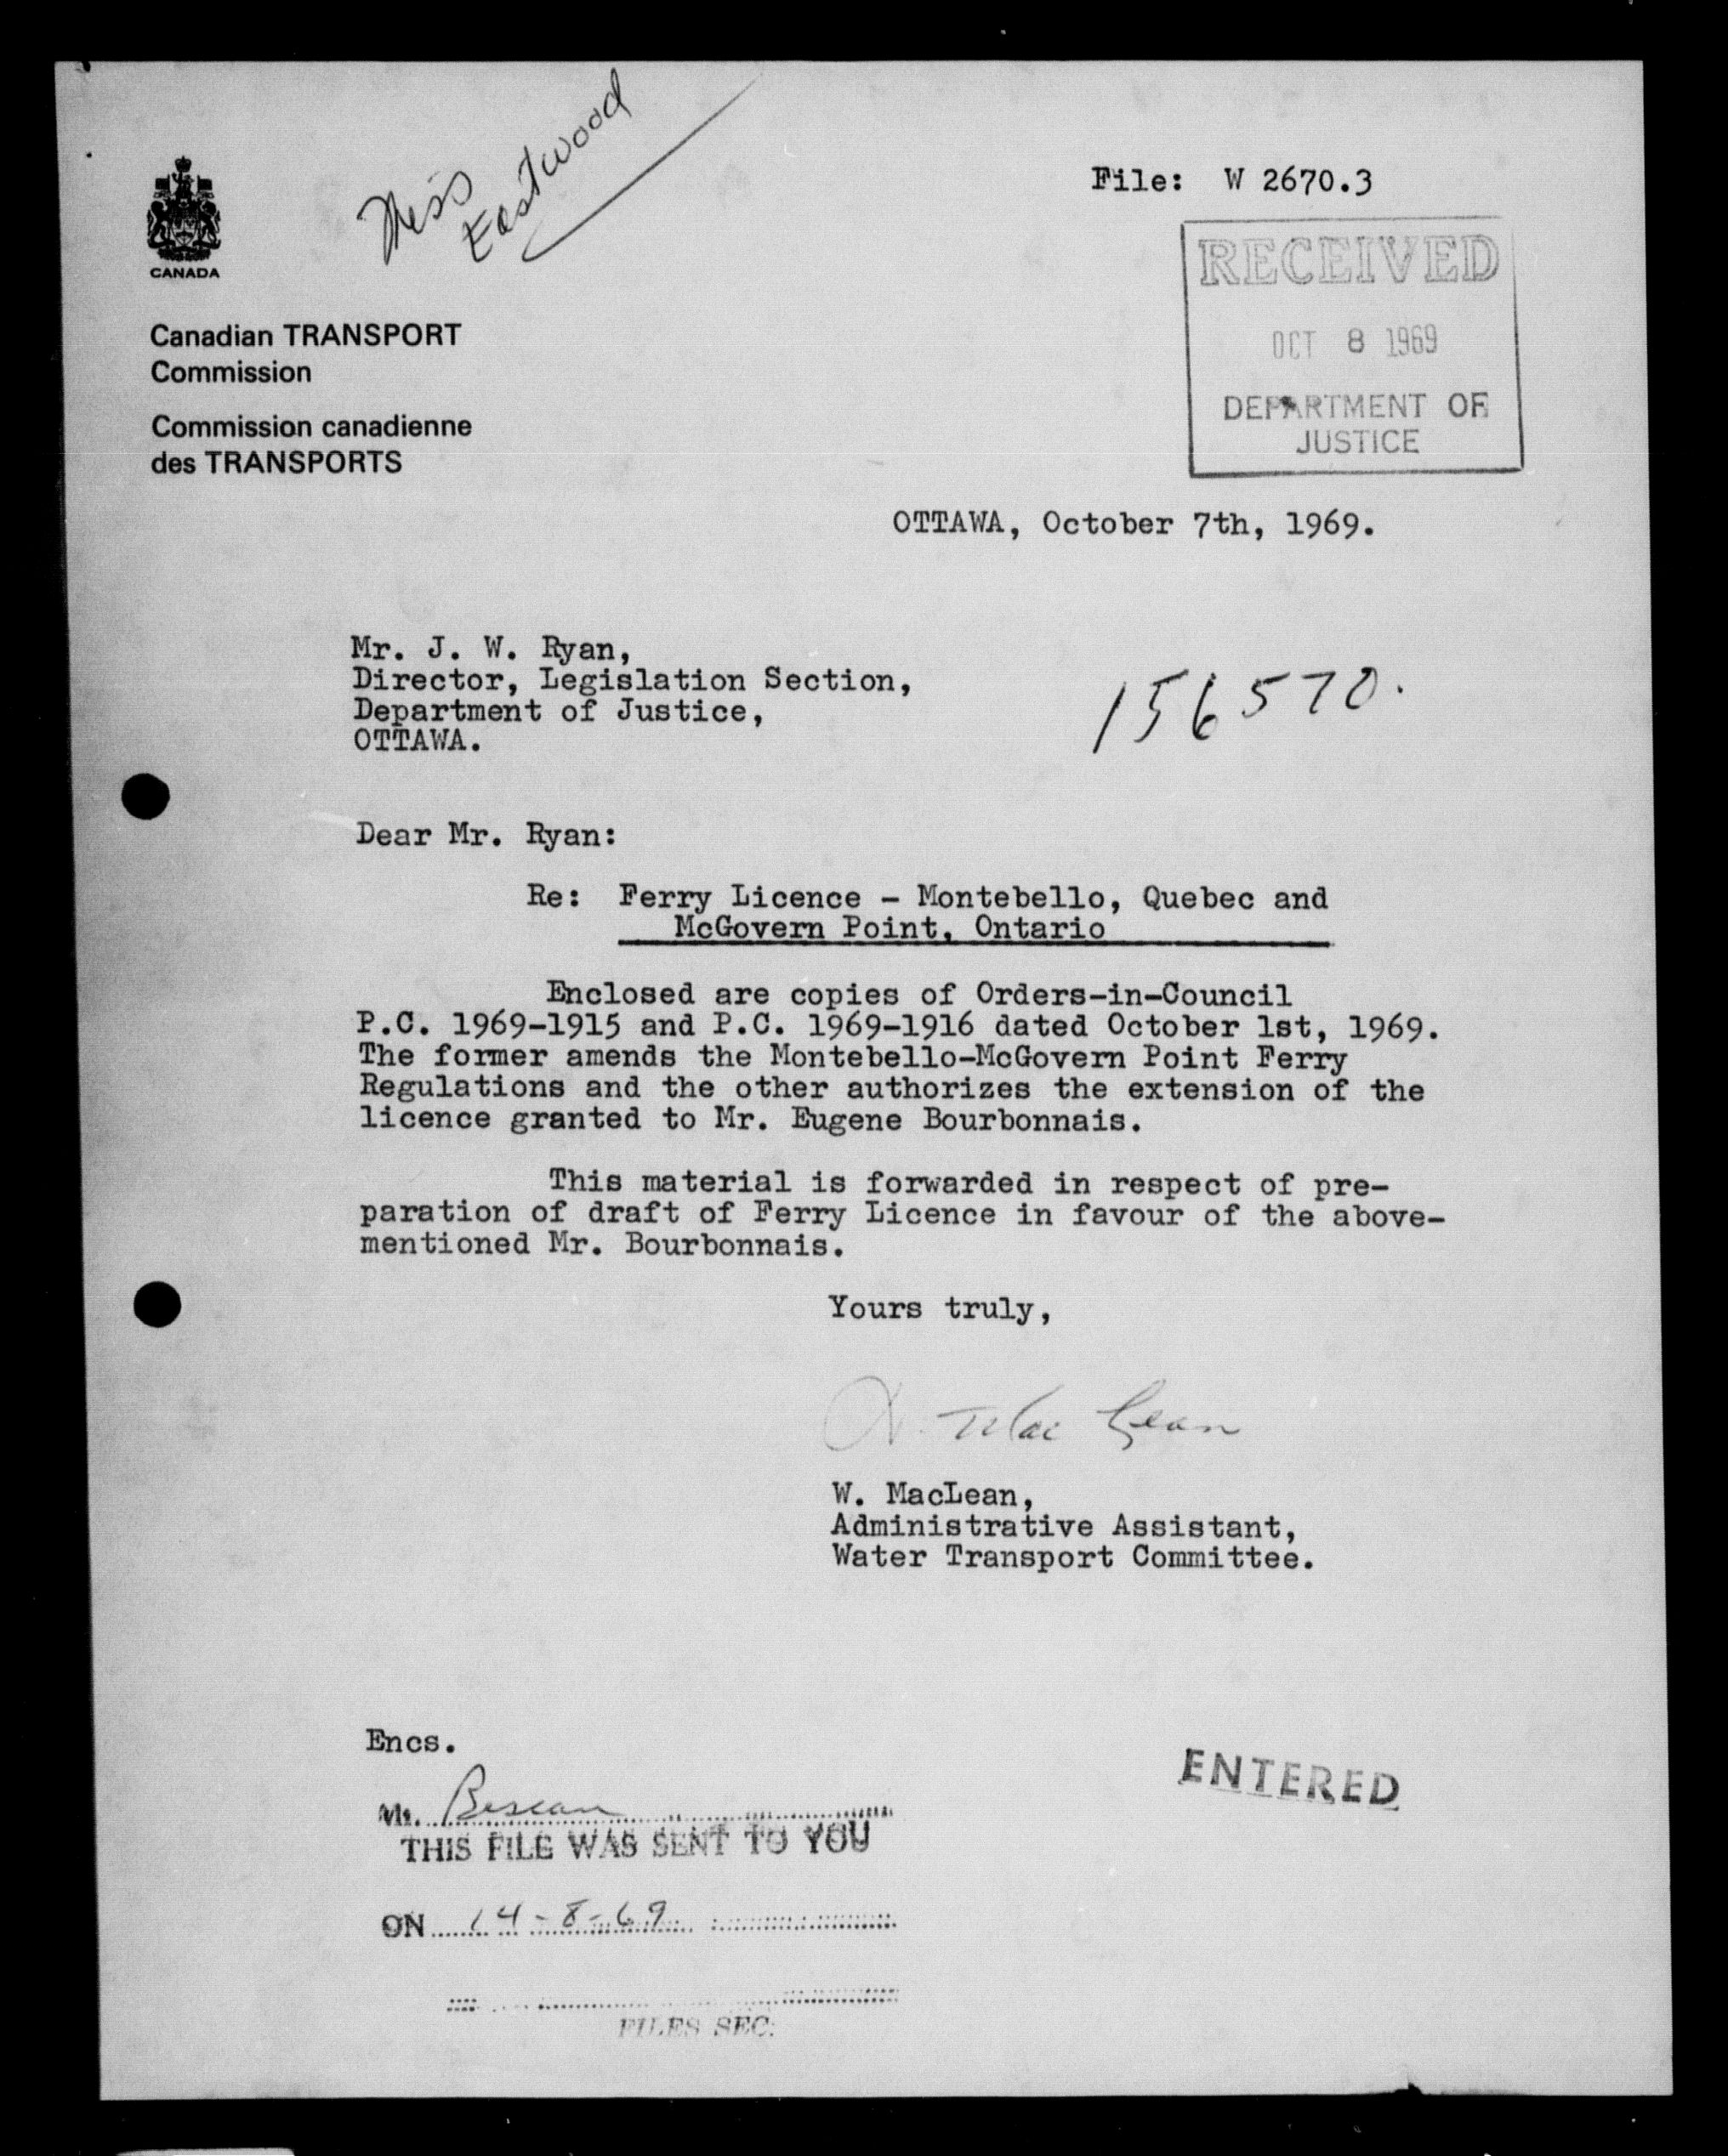 Miss
Eastwood
File: W 2670.3
CANADA
RECEIVED
OCT 8 1969
DEPARTMENT OF
JUSTICE
Canadian TRANSPORT
Commission
Commission canadienne
des TRANSPORTS
OTTAWA, October 7th, 1969.
Mr. J. W. Ryan,
Director, Legislation Section,
Department of Justice,
OTTAWA.
156570.
Dear Mr. Ryan:
Re: Ferry Licence - Montebello, Quebec and
McGovern Point, Ontario
Enclosed are copies of Orders-in-Council
P.C. 1969-1915 and P.C. 1969-1916 dated October 1st, 1969.
The former amends the Montebello-McGovern Point Ferry
Regulations and the other authorizes the extension of the
licence granted to Mr. Eugene Bourbonnais.
This material is forwarded in respect of pre-
paration of draft of Ferry Licence in favour of the above-
mentioned Mr. Bourbonnais.
Yours truly,
W. MacLean
W. MacLean,
Administrative Assistant,
Water Transport Committee.
Encs.
ENTERED
Mr.
THIS FILE WAS SENT TO YOU
ON 14-8-69
FILES SEC.